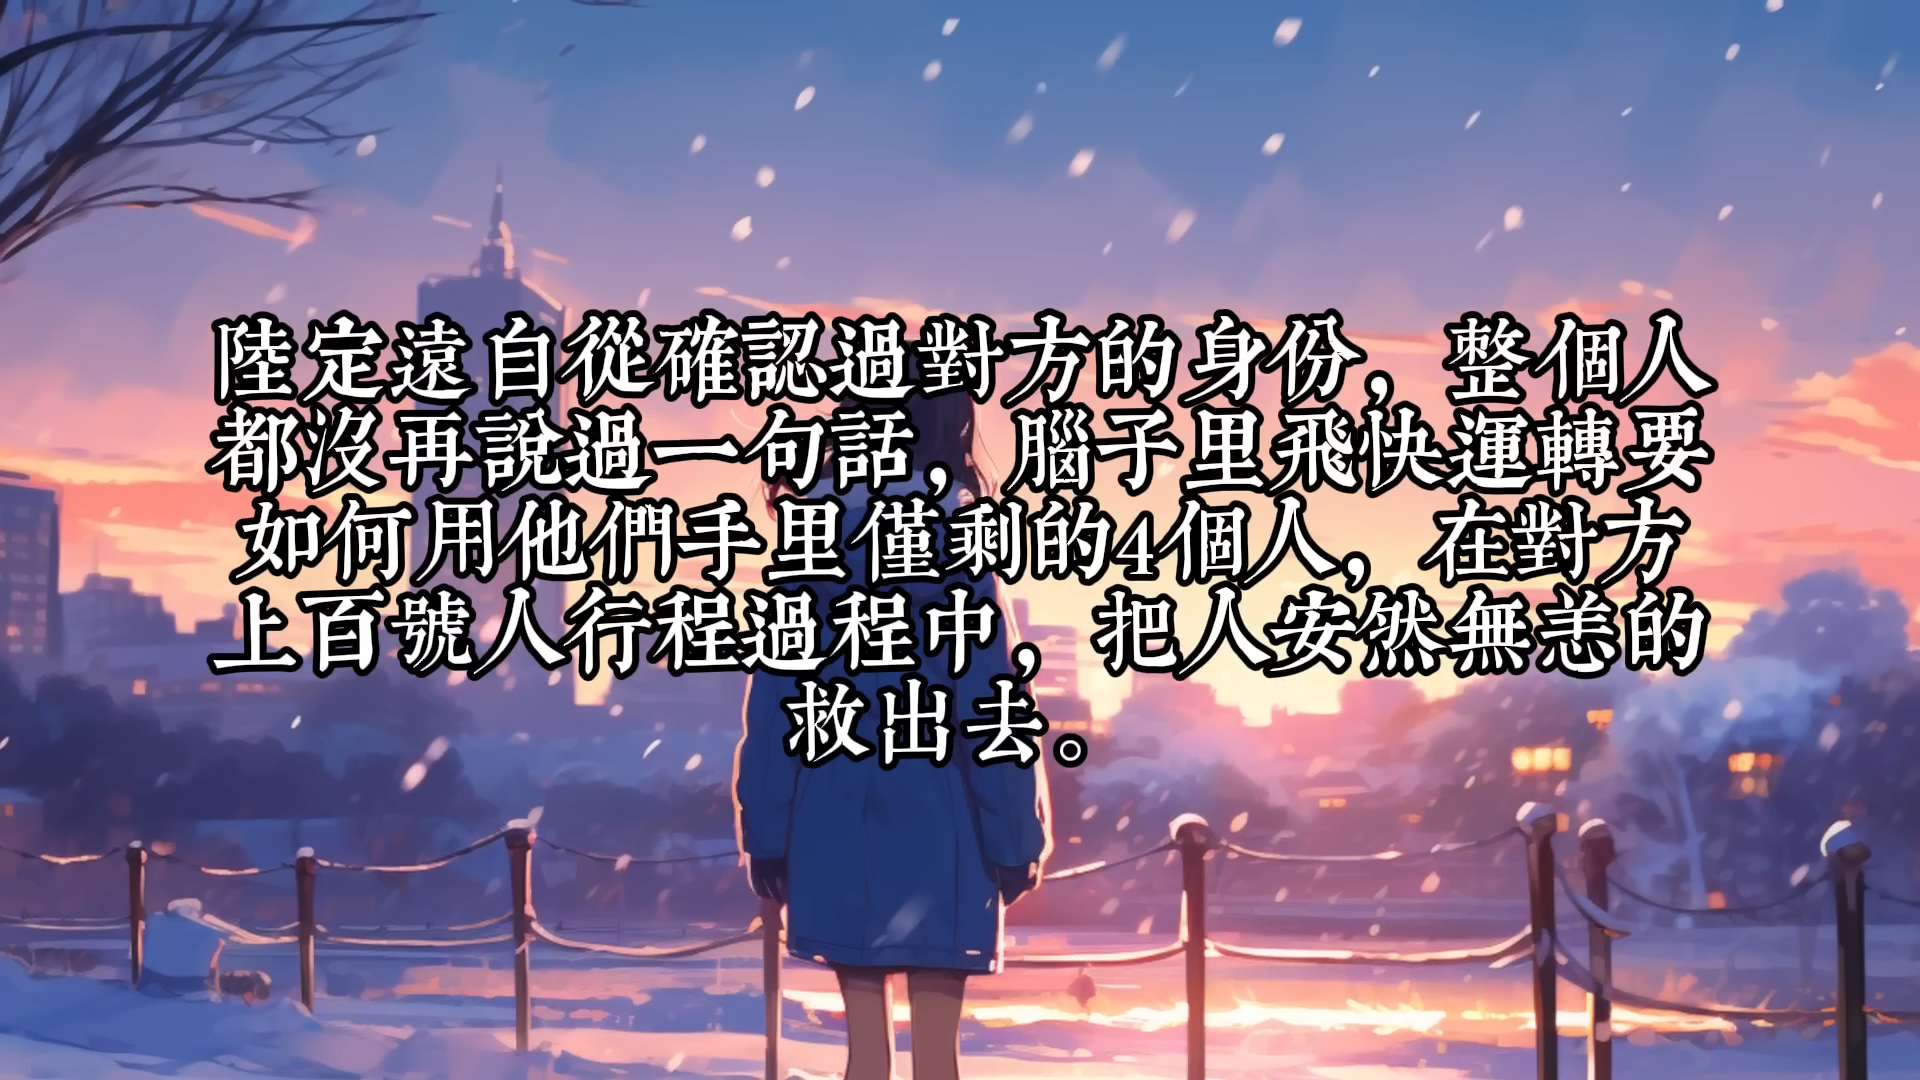 陸定遠自從確認過對方的身份，整個人
都沒再說過一句話，腦子里飛快運轉要
如何用他們手里僅剩的4個人，在對方
上百號人行程過程中，把人安然無恙的
救出去。